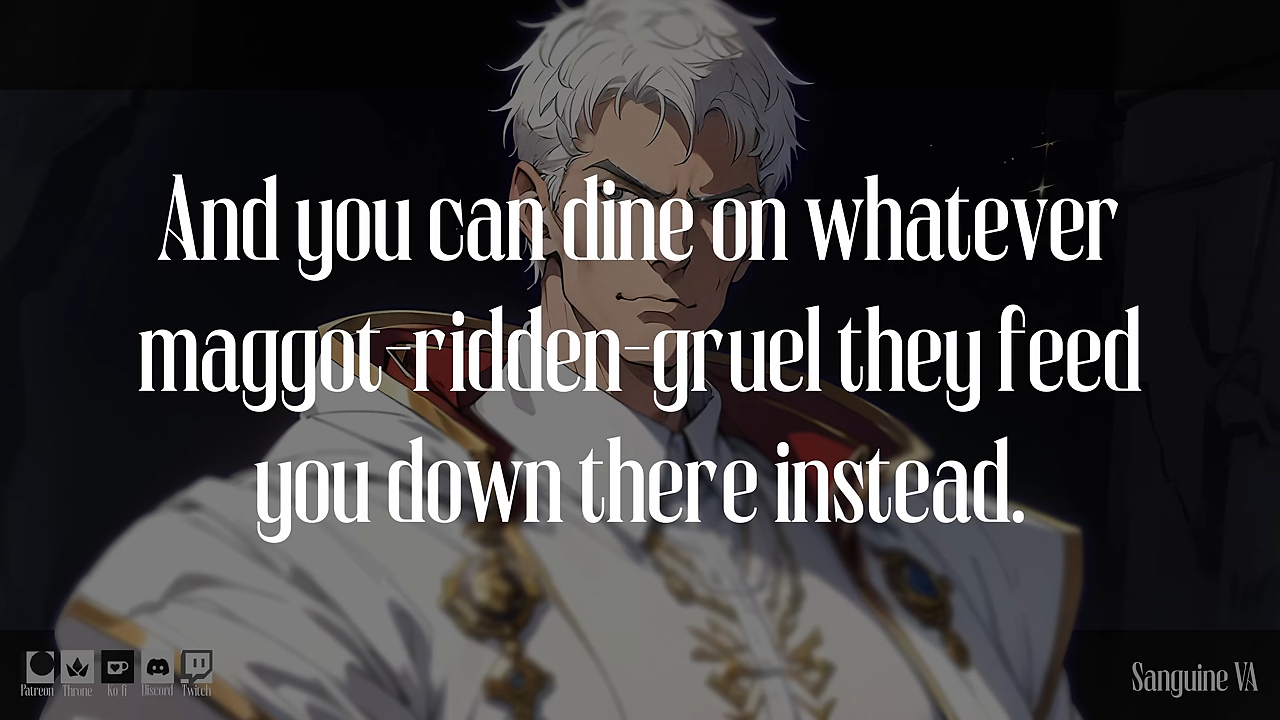 And you can dine on whatever
maggot-ridden-gruel they feed
you down there instead.
Patreon Throne Ko fi Discord Twitch
Sanguine VA